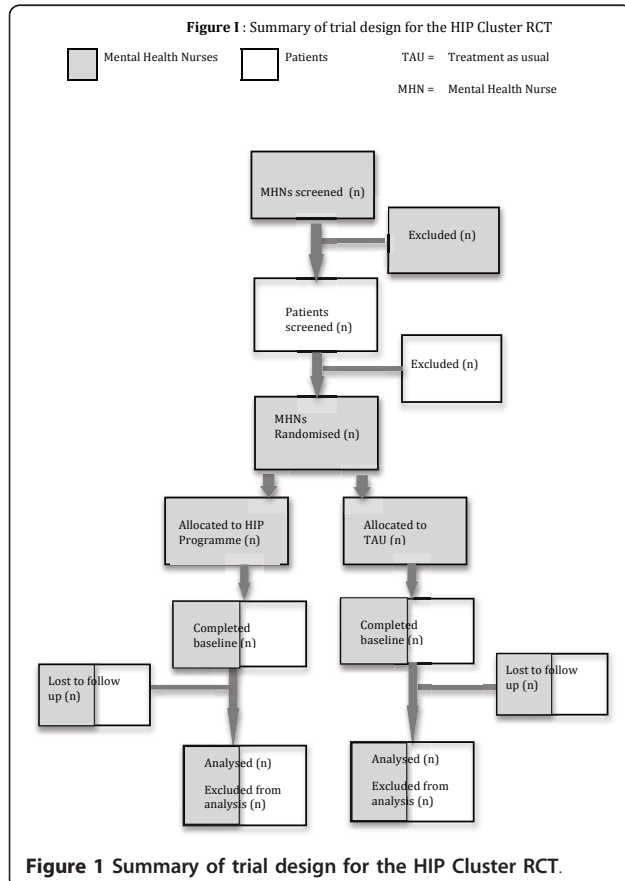 Figure I : Summary of trial design for the HIP Cluster RCT
Mental Health Nurses
Patients
TAU = Treatment as usual
MHN = Mental Health Nurse
MHNs screened (n)
Excluded (n)
Patients
screened (n)
Excluded (n)
MHNs
Randomised (n)
Allocated to HIP
Programme (n)
Allocated to
TAU (n)
Completed
baseline (n)
Completed
baseline (n)
Lost to follow
up (n)
Lost to follow
up (n)
Analysed (n)
Excluded from
analysis (n)
Analysed (n)
Excluded from
analysis (n)
Figure 1 Summary of trial design for the HIP Cluster RCT.